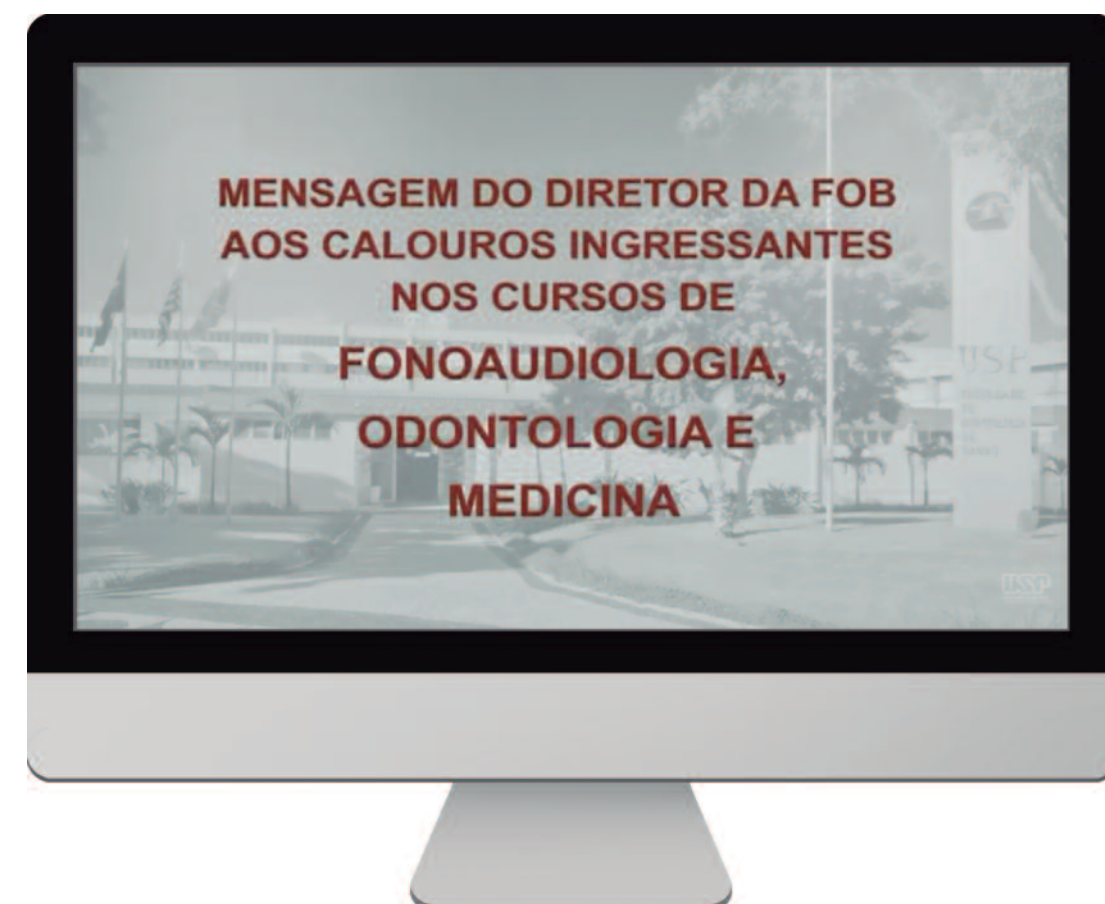 MENSAGEM DO DIRETOR DA FOB
AOS CALOUROS INGRESSANTES
NOS CURSOS DE
FONOAUDIOLOGIA,
ODONTOLOGIA E
MEDICINA
USP
USP